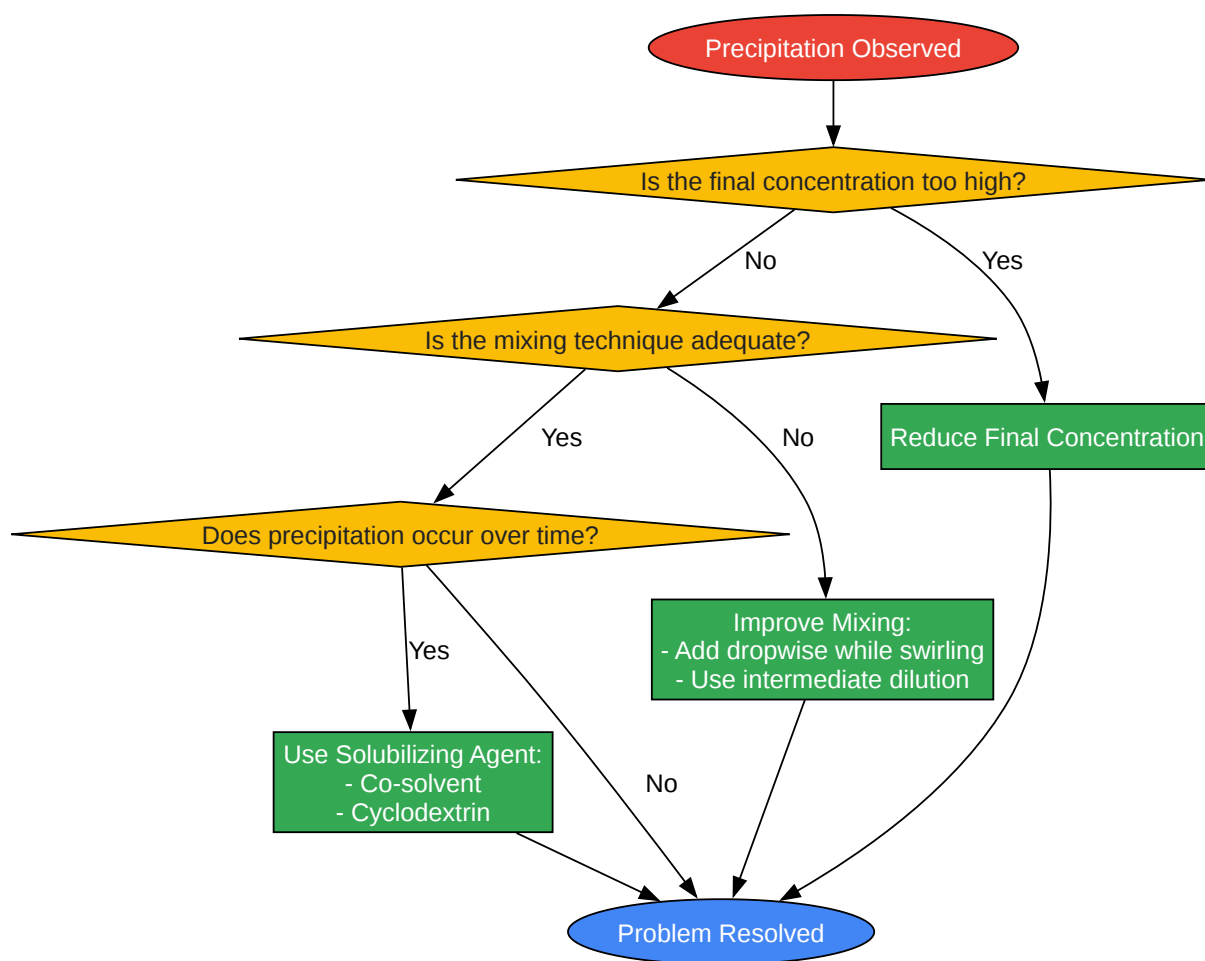 Precipitation Observed
Is the final concentration too high?
No
Yes
Is the mixing technique adequate?
Yes
No
Reduce Final Concentration
Does precipitation occur over time?
Yes
No
Improve Mixing:
- Add dropwise while swirling
- Use intermediate dilution
Use Solubilizing Agent:
- Co-solvent
- Cyclodextrin
Problem Resolved